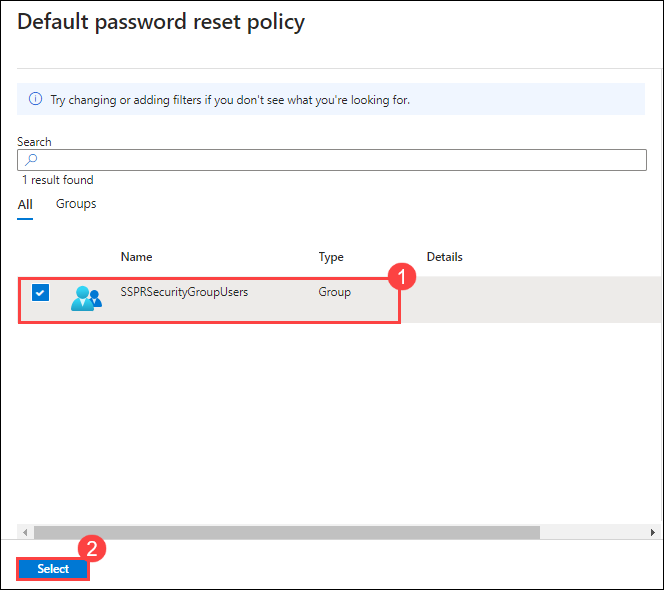 Default password reset policy
Try changing or adding filters if you don't see what you're looking for.
Search
1 result found
All Groups
Name Type Details
1
SSPRSecurityGroupUsers Group
2
Select